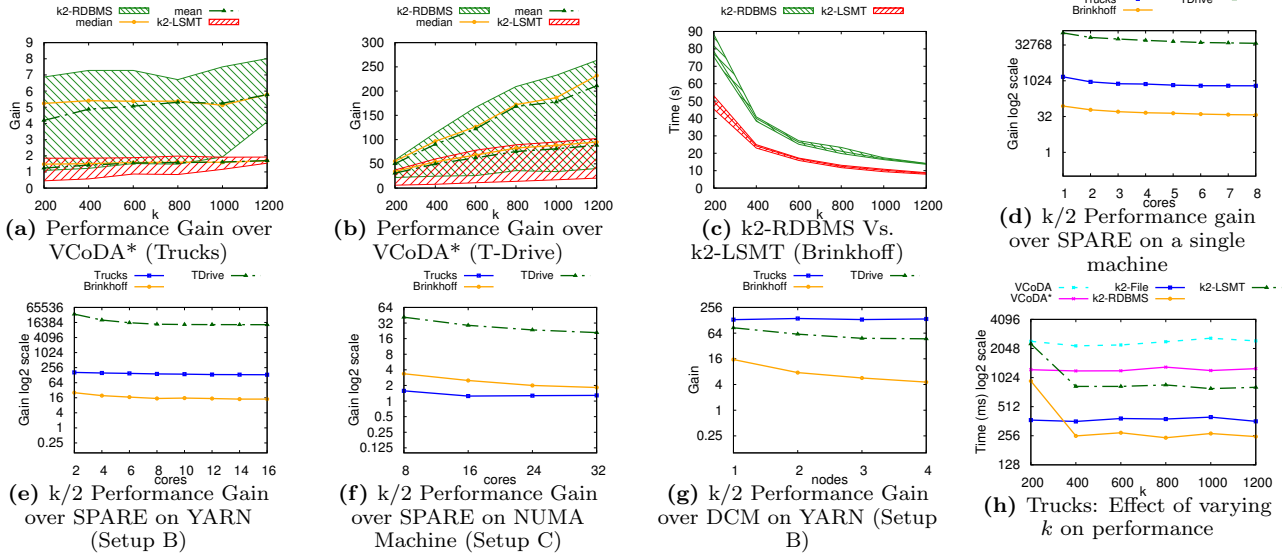 k2-RDBMS mean
median k2-LSMT
Gain
9
8
7
6
5
4
3
2
1
0
200 400 600 800 1000 1200
k
(a) Performance Gain over
VCoDA* (Trucks)
k2-RDBMS mean
median k2-LSMT
Gain
300
250
200
150
100
50
0
200 400 600 800 1000 1200
k
(b) Performance Gain over
VCoDA* (T-Drive)
k2-RDBMS k2-LSMT
Time (s)
90
80
70
60
50
40
30
20
10
0
200 400 600 800 1000 1200
k
(c) k2-RDBMS Vs.
k2-LSMT (Brinkhoff)
Trucks TDrive
Brinkhoff
Gain log2 scale
32768
1024
32
1
1 2 3 4 5 6 7 8
cores
(d) k/2 Performance gain
over SPARE on a single
machine
Trucks TDrive
Brinkhoff
Gain log2 scale
65536
16384
4096
1024
256
64
16
4
1
0.25
2 4 6 8 10 12 14 16
cores
(e) k/2 Performance Gain
over SPARE on YARN
(Setup B)
Trucks TDrive
Brinkhoff
Gain log2 scale
64
32
16
8
4
2
1
0.5
0.25
0.125
8 16 24 32
cores
(f) k/2 Performance Gain
over SPARE on NUMA
Machine (Setup C)
Trucks TDrive
Brinkhoff
Gain
256
64
16
4
1
0.25
1 2 3 4
nodes
(g) k/2 Performance Gain
over DCM on YARN (Setup
B)
VCoDA k2-File k2-LSMT
VCoDA* k2-RDBMS
Time (ms) log2 scale
4096
2048
1024
512
256
128
200 400 600 800 1000 1200
k
(h) Trucks: Effect of varying
k on performance